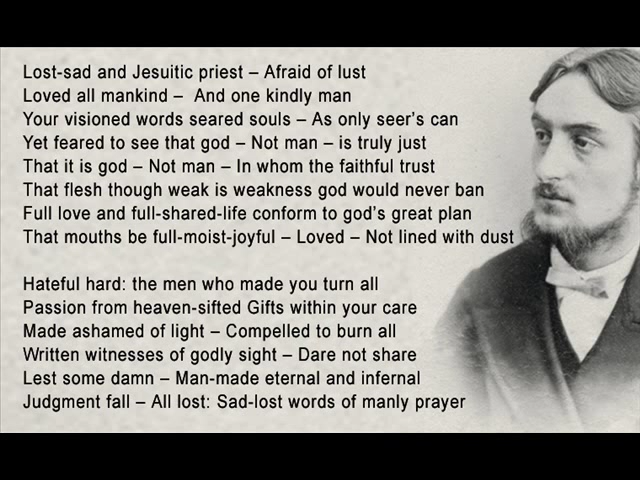 Lost-sad and Jesuitic priest – Afraid of lust
Loved all mankind –  And one kindly man
Your visioned words seared souls – As only seer's can
Yet feared to see that god – Not man – is truly just
That it is god – Not man – In whom the faithful trust
That flesh though weak is weakness god would never ban
Full love and full-shared-life conform to god's great plan
That mouths be full-moist-joyful – Loved – Not lined with dust
Hateful hard: the men who made you turn all
Passion from heaven-sifted Gifts within your care
Made ashamed of light – Compelled to burn all
Written witnesses of godly sight – Dare not share
Lest some damn – Man-made eternal and infernal
Judgment fall – All lost: Sad-lost words of manly prayer